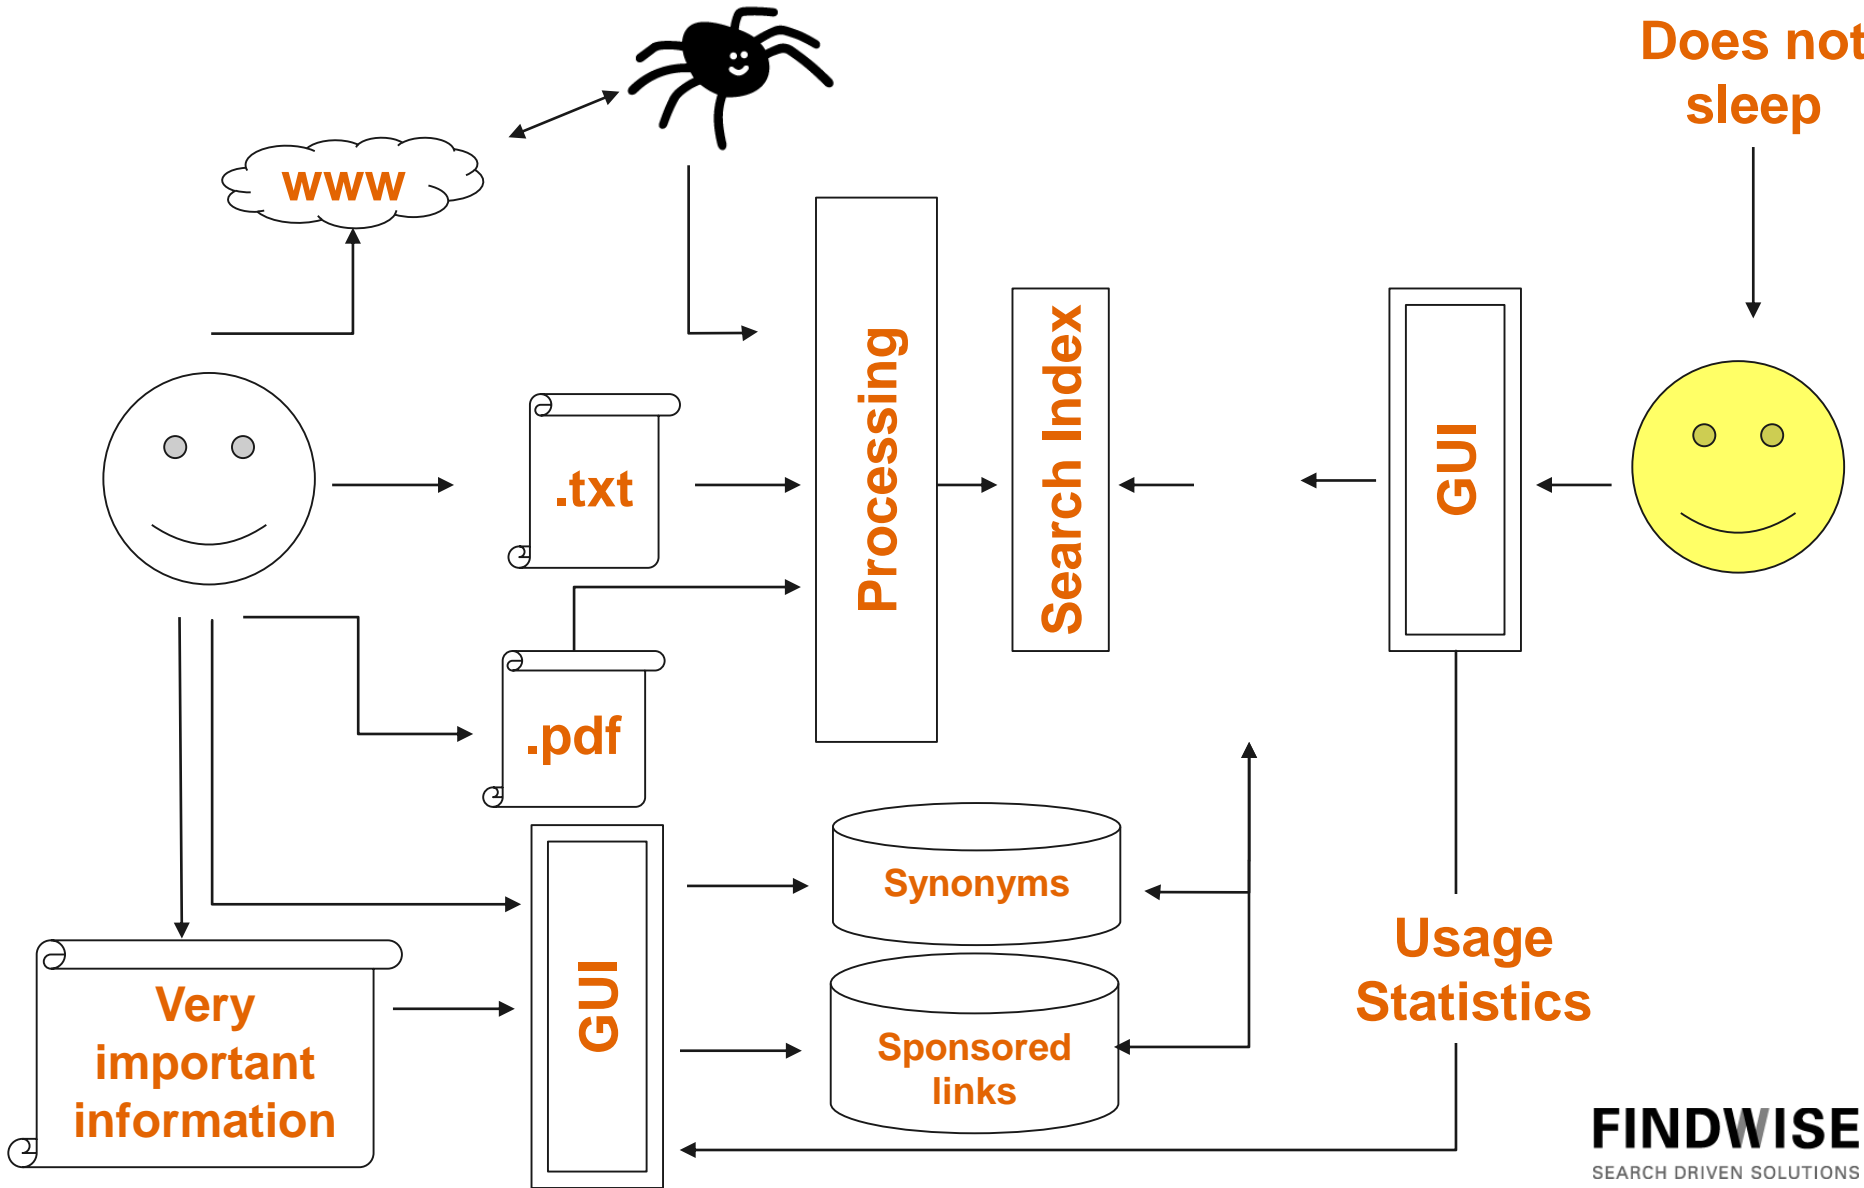 Does not
sleep
www
Processing
Search Index
GUI
.txt
.pdf
Synonyms
GUI
Usage
Statistics
Very
important
information
Sponsored
links
FINDWISE
SEARCH DRIVEN SOLUTIONS